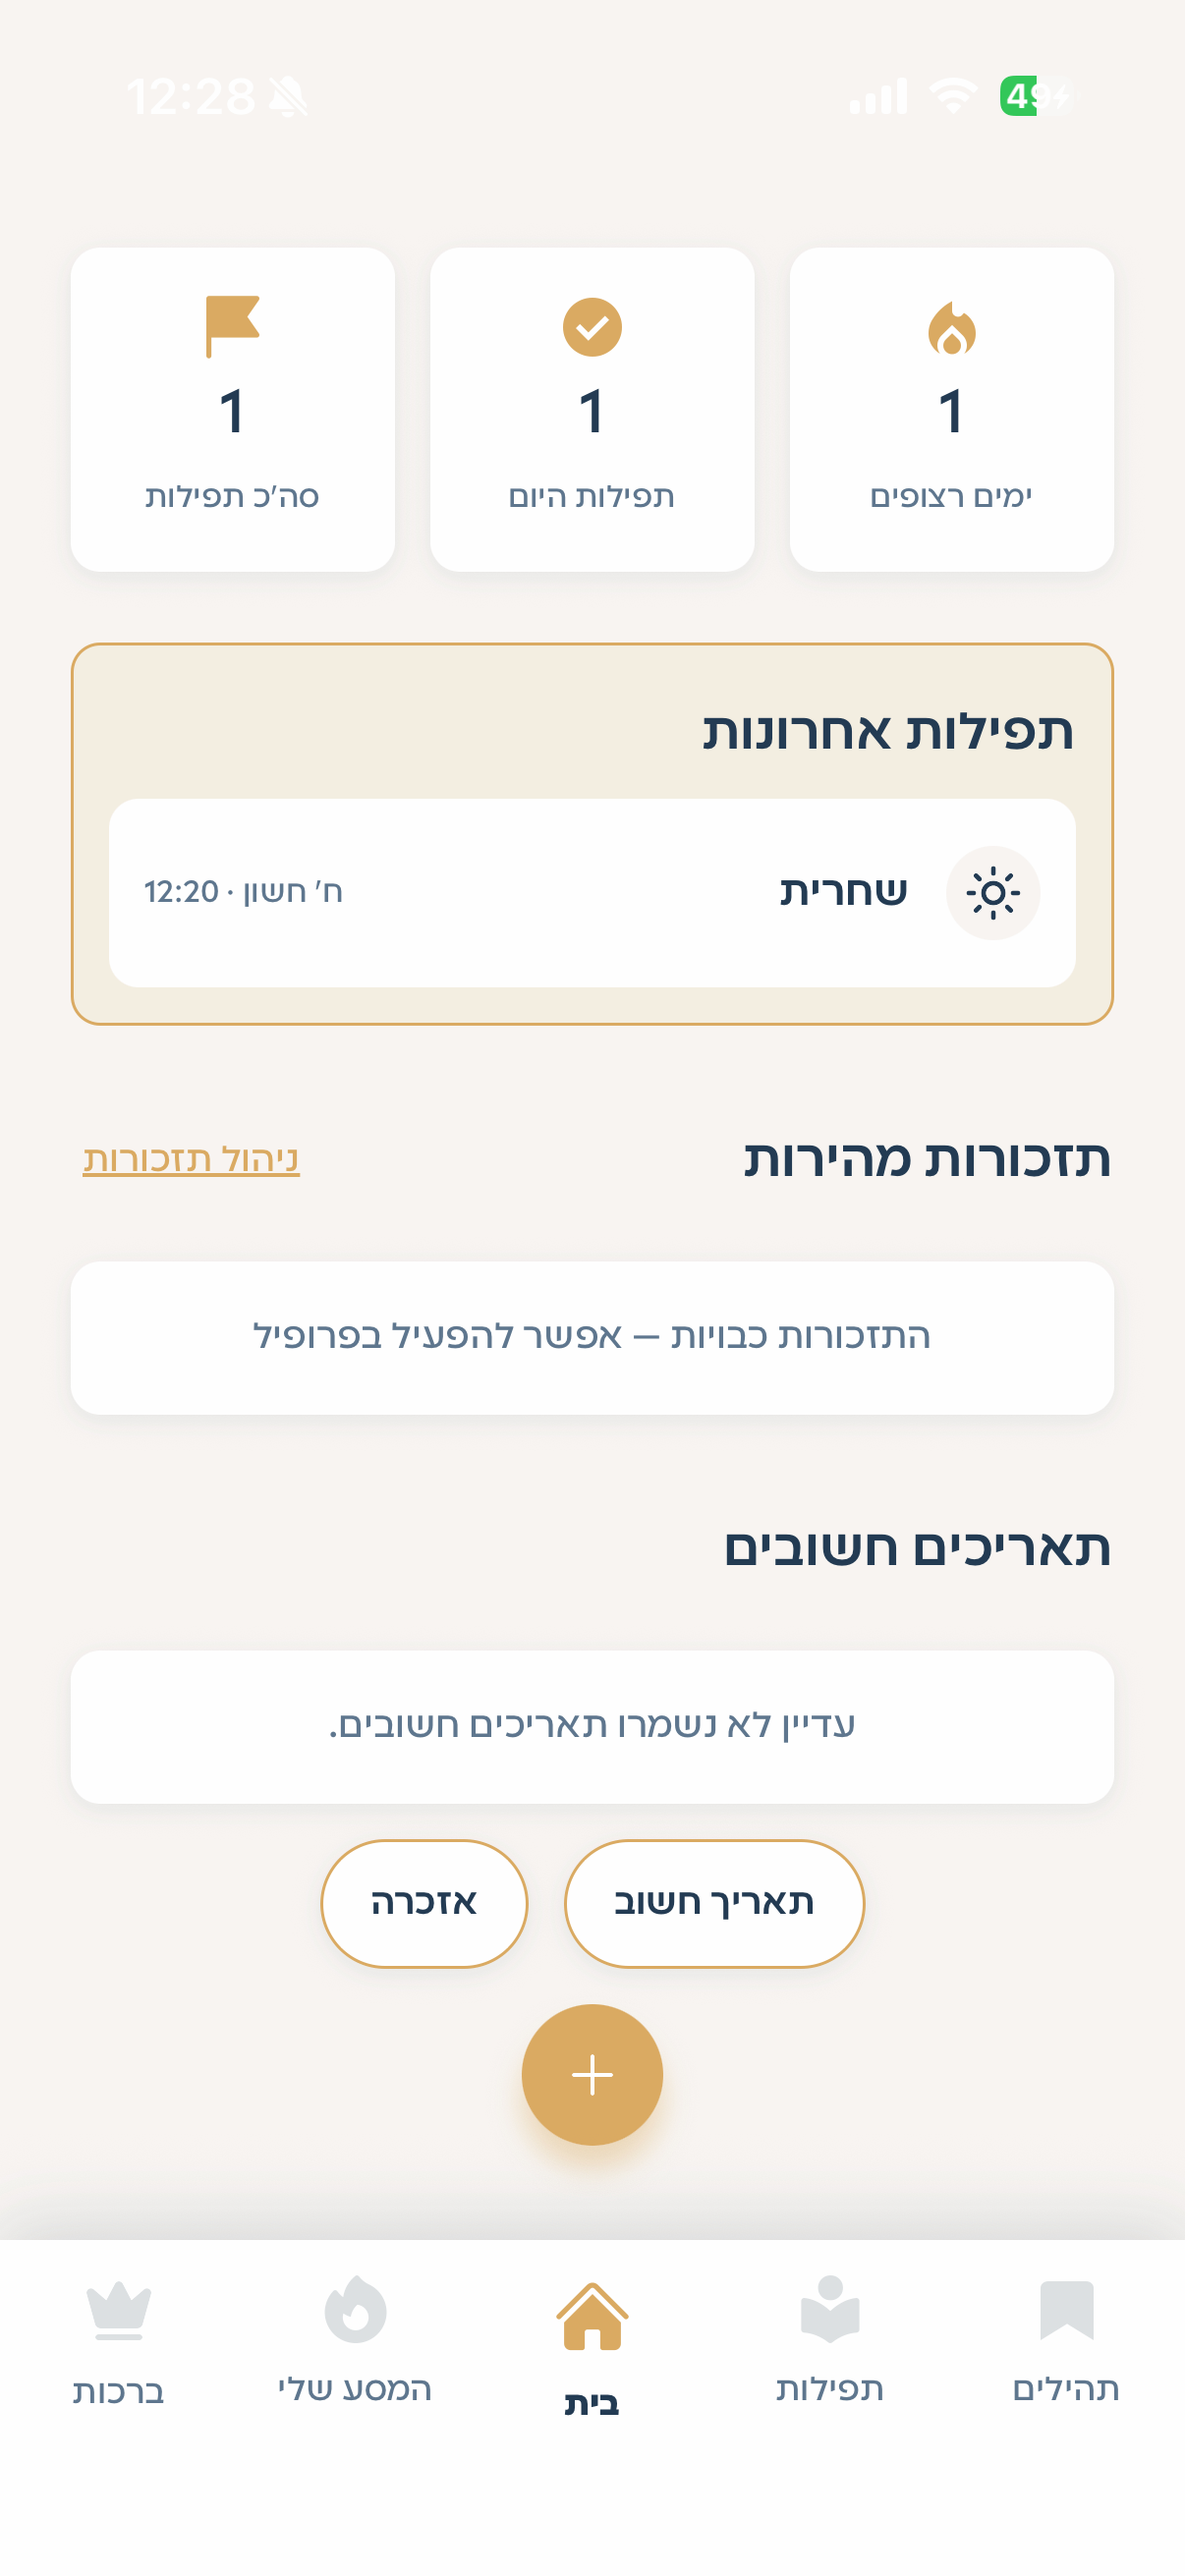 12:28
49
1
ימים רצופים
1
תפילות היום
1
סה'כ תפילות
תפילות אחרונות
שחרית
ח' חשון · 12:20
תזכורות מהירות
ניהול תזכורות
התזכורות כבויות — אפשר להפעיל בפרופיל
תאריכים חשובים
עדיין לא נשמרו תאריכים חשובים.
תאריך חשוב
אזכרה
תהילים
תפילות
בית
המסע שלי
ברכות